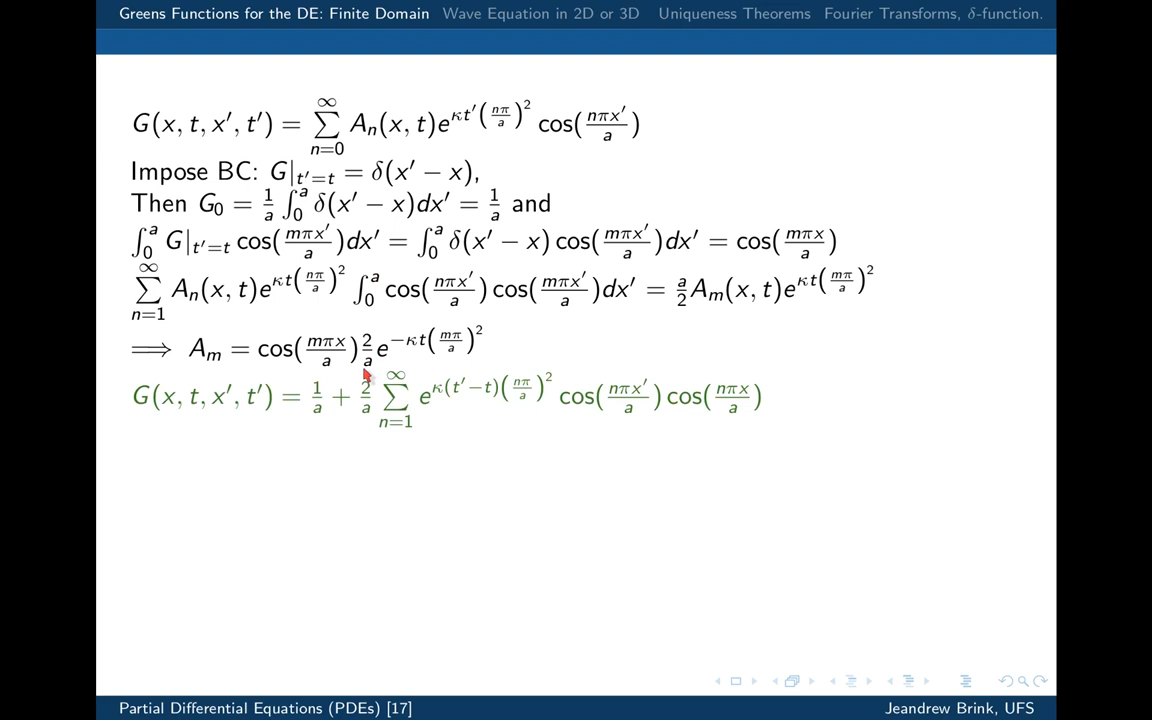 Greens Functions for the DE: Finite Domain Wave Equation in 2D or 3D Uniqueness Theorems Fourier Transforms, δ-function.
G(x, t, x′, t′) = ∑_{n=0}^{∞} A_n(x, t)e^{κt′(nπ/a)^2} cos(nπx′/a)
Impose BC: G|_{t′=t} = δ(x′ − x),
Then G_0 = 1/a ∫_0^a δ(x′ − x)dx′ = 1/a and
∫_0^a G|_{t′=t} cos(mπx′/a)dx′ = ∫_0^a δ(x′ − x) cos(mπx′/a)dx′ = cos(mπx/a)
∑_{n=1}^{∞} A_n(x, t)e^{κt(nπ/a)^2} ∫_0^a cos(nπx′/a) cos(mπx′/a)dx′ = a/2 A_m(x, t)e^{κt(mπ/a)^2}
⟹ A_m = cos(mπx/a) 2/a e^{−κt(mπ/a)^2}
G(x, t, x′, t′) = 1/a + 2/a ∑_{n=1}^{∞} e^{κ(t′−t)(nπ/a)^2} cos(nπx′/a) cos(nπx/a)
Partial Differential Equations (PDEs) [17] Jeandrew Brink, UFS